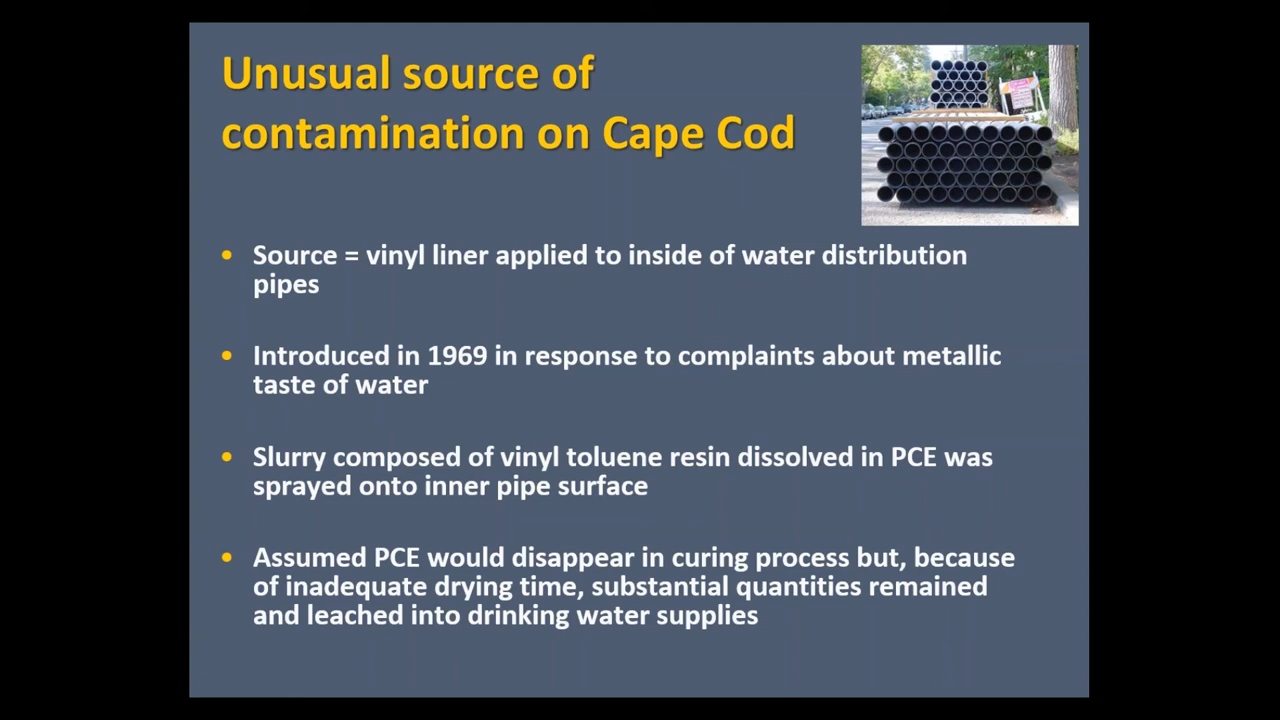 Unusual source of
contamination on Cape Cod
• Source = vinyl liner applied to inside of water distribution
pipes
• Introduced in 1969 in response to complaints about metallic
taste of water
• Slurry composed of vinyl toluene resin dissolved in PCE was
sprayed onto inner pipe surface
• Assumed PCE would disappear in curing process but, because
of inadequate drying time, substantial quantities remained
and leached into drinking water supplies